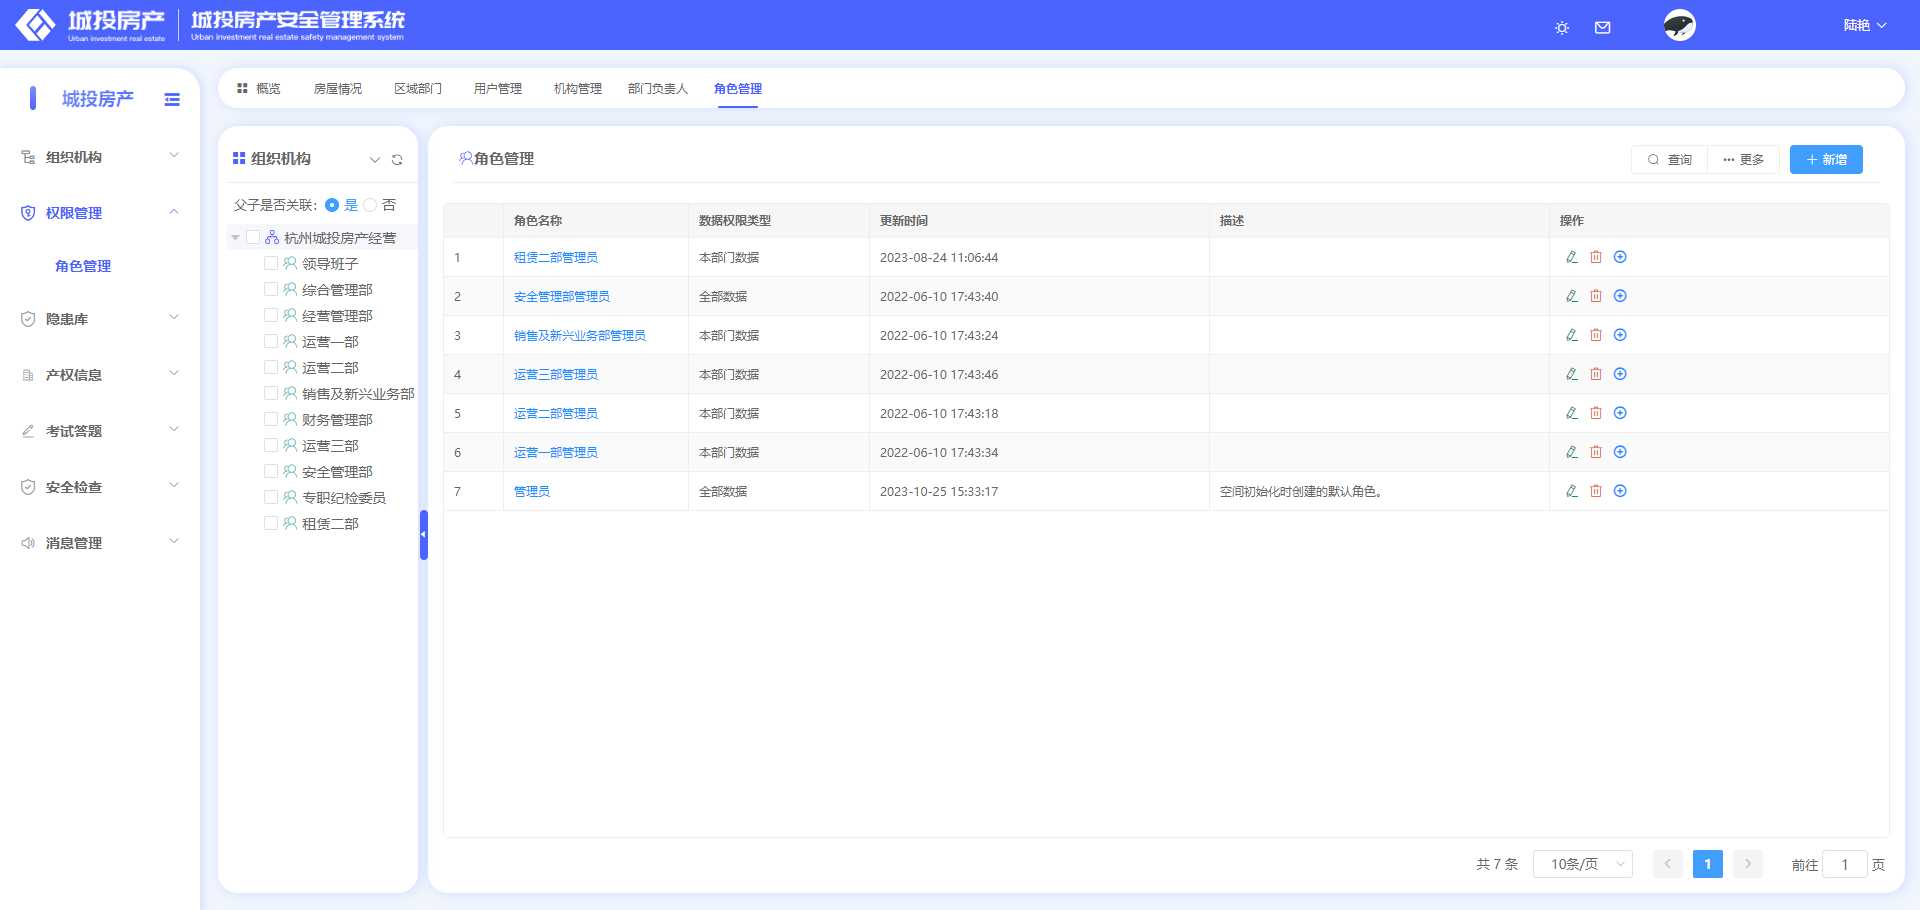 城投房产
Urban investment real estate
城投房产安全管理系统
Urban investment real estate safety management system
陆艳
城投房产
组织机构
权限管理
角色管理
隐患库
产权信息
考试答题
安全检查
消息管理
概览 房屋情况 区域部门 用户管理 机构管理 部门负责人 角色管理
组织机构
父子是否关联: 是 否
杭州城投房产经营
领导班子
综合管理部
经营管理部
运营一部
运营二部
销售及新兴业务部
财务管理部
运营三部
安全管理部
专职纪检委员
租赁二部
角色管理
查询 更多 新增
角色名称 数据权限类型 更新时间 描述 操作
1 租赁二部管理员 本部门数据 2023-08-24 11:06:44
2 安全管理部管理员 全部数据 2022-06-10 17:43:40
3 销售及新兴业务部管理员 本部门数据 2022-06-10 17:43:24
4 运营三部管理员 本部门数据 2022-06-10 17:43:46
5 运营二部管理员 本部门数据 2022-06-10 17:43:18
6 运营一部管理员 本部门数据 2022-06-10 17:43:34
7 管理员 全部数据 2023-10-25 15:33:17 空间初始化时创建的默认角色。
共 7 条 10条/页 1 前往 1 页